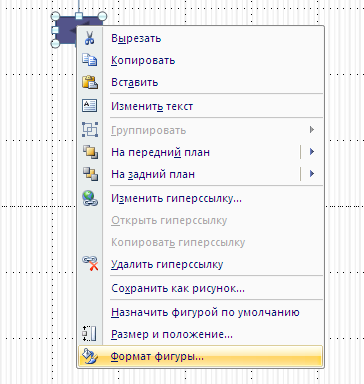 Вырезать
Копировать
Вставить
Изменить текст
Группировать
На передний план
На задний план
Изменить гиперссылку...
Открыть гиперссылку
Копировать гиперссылку
Удалить гиперссылку
Сохранить как рисунок...
Назначить фигурой по умолчанию
Размер и положение...
Формат фигуры...